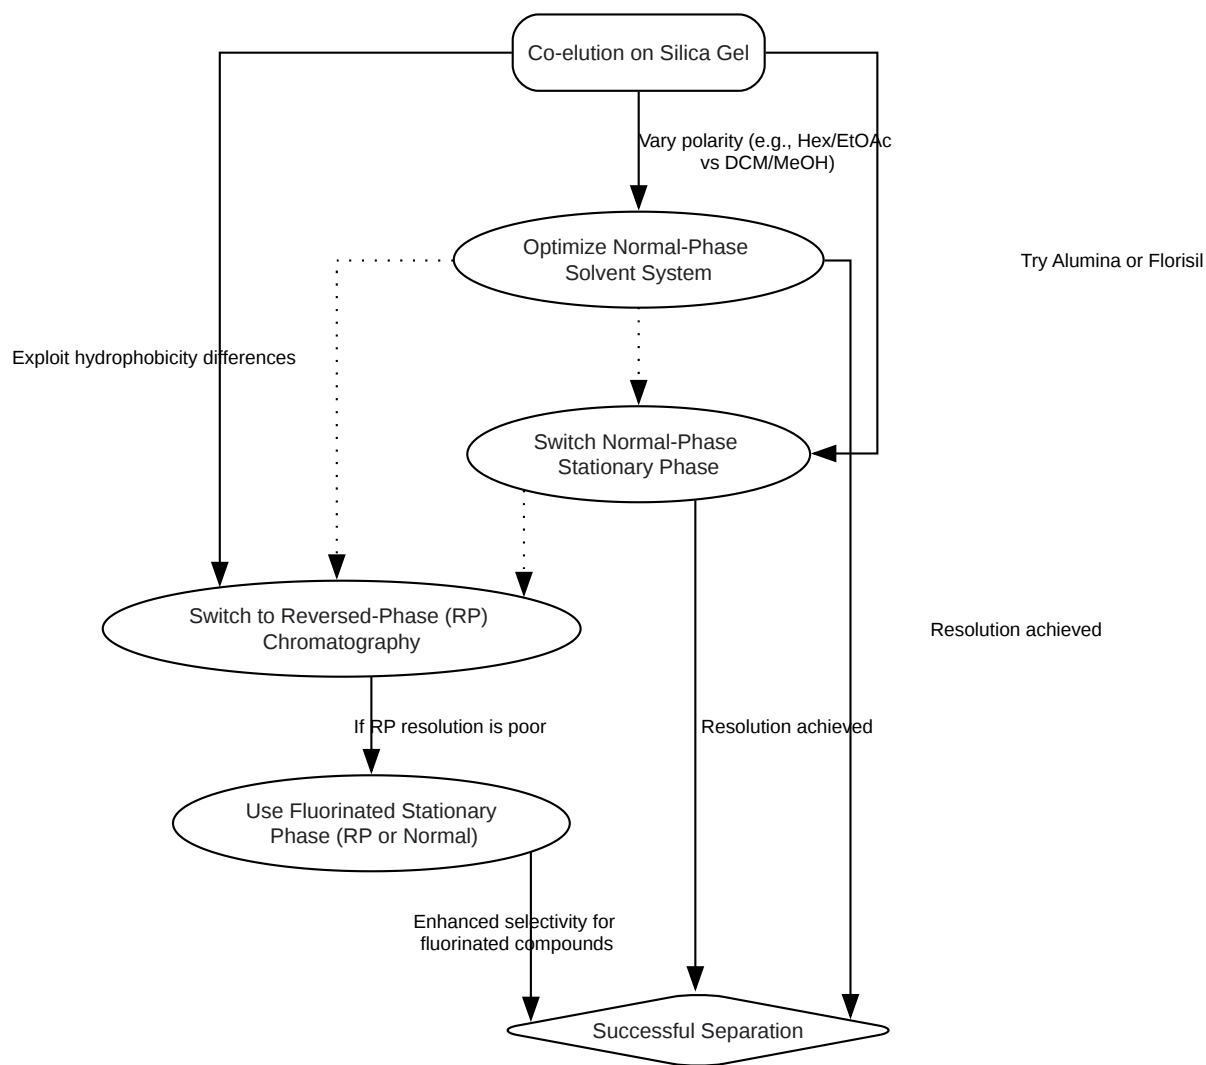 Co-elution on Silica Gel
Vary polarity (e.g., Hex/EtOAc
vs DCM/MeOH)
Optimize Normal-Phase
Solvent System
Try Alumina or Florisil
Exploit hydrophobicity differences
Switch Normal-Phase
Stationary Phase
Switch to Reversed-Phase (RP)
Chromatography
Resolution achieved
If RP resolution is poor
Resolution achieved
Use Fluorinated Stationary
Phase (RP or Normal)
Enhanced selectivity for
fluorinated compounds
Successful Separation